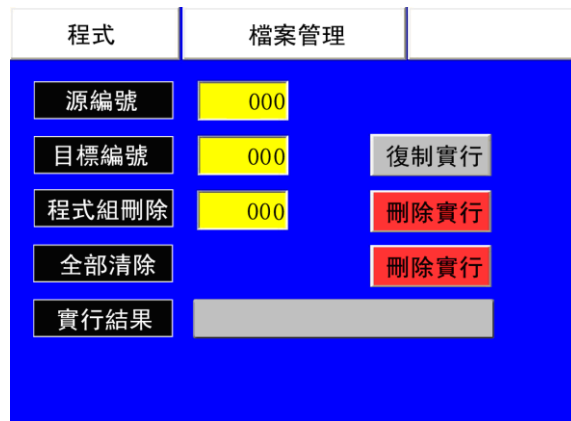 程式 檔案管理
源編號 000
目標編號 000 復制實行
程式組刪除 000 刪除實行
全部清除 刪除實行
實行結果